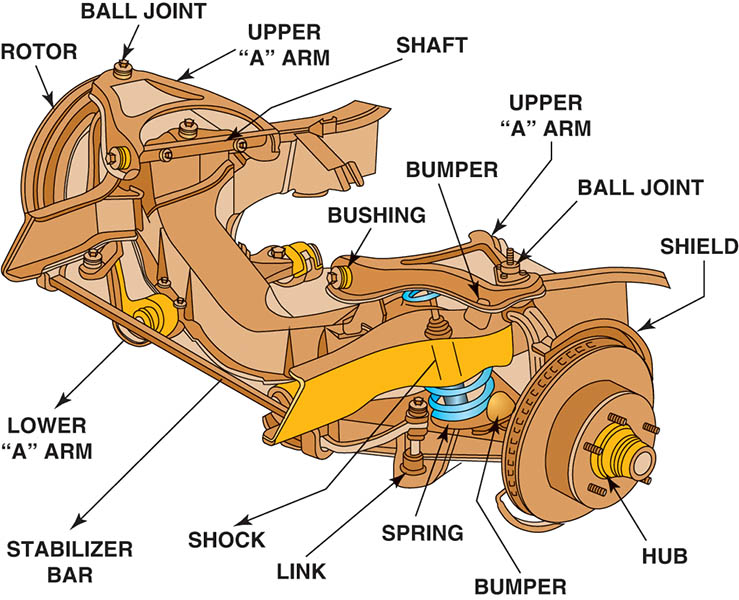 BALL JOINT
UPPER
“A” ARM
ROTOR
SHAFT
UPPER
“A” ARM
BUMPER
BALL JOINT
BUSHING
SHIELD
LOWER
“A” ARM
STABILIZER
BAR
SHOCK
LINK
SPRING
BUMPER
HUB